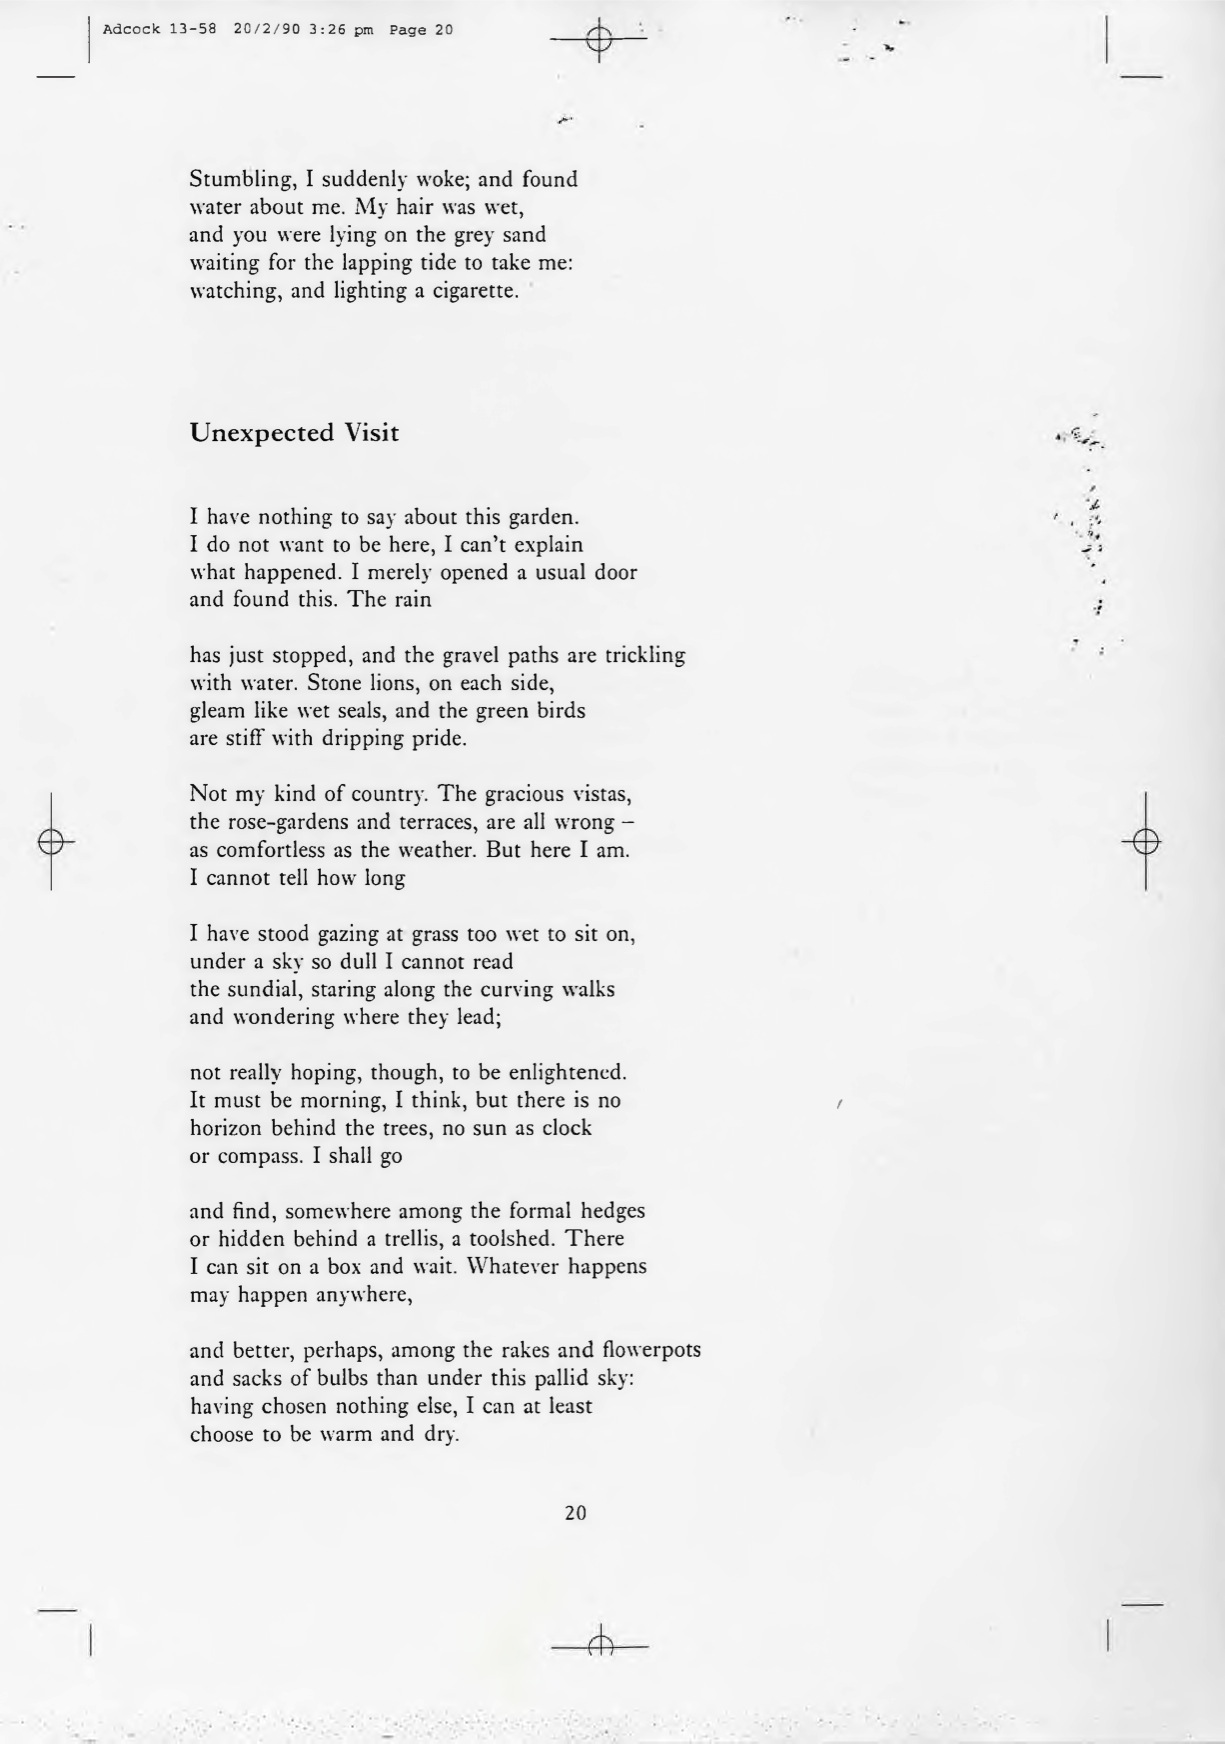 Adcock 13-58 20/2/90 3:26 pm Page 20
Stumbling, I suddenly woke; and found
water about me. My hair was wet,
and you were lying on the grey sand
waiting for the lapping tide to take me:
watching, and lighting a cigarette.
Unexpected Visit
I have nothing to say about this garden.
I do not want to be here, I can't explain
what happened. I merely opened a usual door
and found this. The rain
has just stopped, and the gravel paths are trickling
with water. Stone lions, on each side,
gleam like wet seals, and the green birds
are stiff with dripping pride.
Not my kind of country. The gracious vistas,
the rose-gardens and terraces, are all wrong –
as comfortless as the weather. But here I am.
I cannot tell how long
I have stood gazing at grass too wet to sit on,
under a sky so dull I cannot read
the sundial, staring along the curving walks
and wondering where they lead;
not really hoping, though, to be enlightened.
It must be morning, I think, but there is no
horizon behind the trees, no sun as clock
or compass. I shall go
and find, somewhere among the formal hedges
or hidden behind a trellis, a toolshed. There
I can sit on a box and wait. Whatever happens
may happen anywhere,
and better, perhaps, among the rakes and flowerpots
and sacks of bulbs than under this pallid sky:
having chosen nothing else, I can at least
choose to be warm and dry.
20